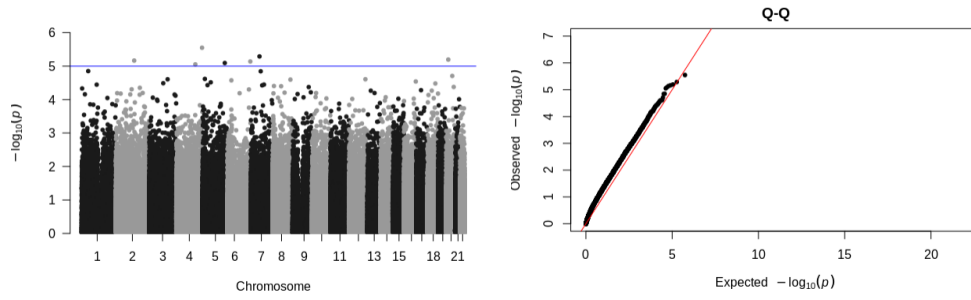 6
5
4
3
2
1
0
−log₁₀(p)
1 2 3 4 5 6 7 8 9 11 13 15 18 21
Chromosome
Q-Q
7
6
5
4
3
2
1
0
Observed −log₁₀(p)
0 5 10 15 20
Expected −log₁₀(p)